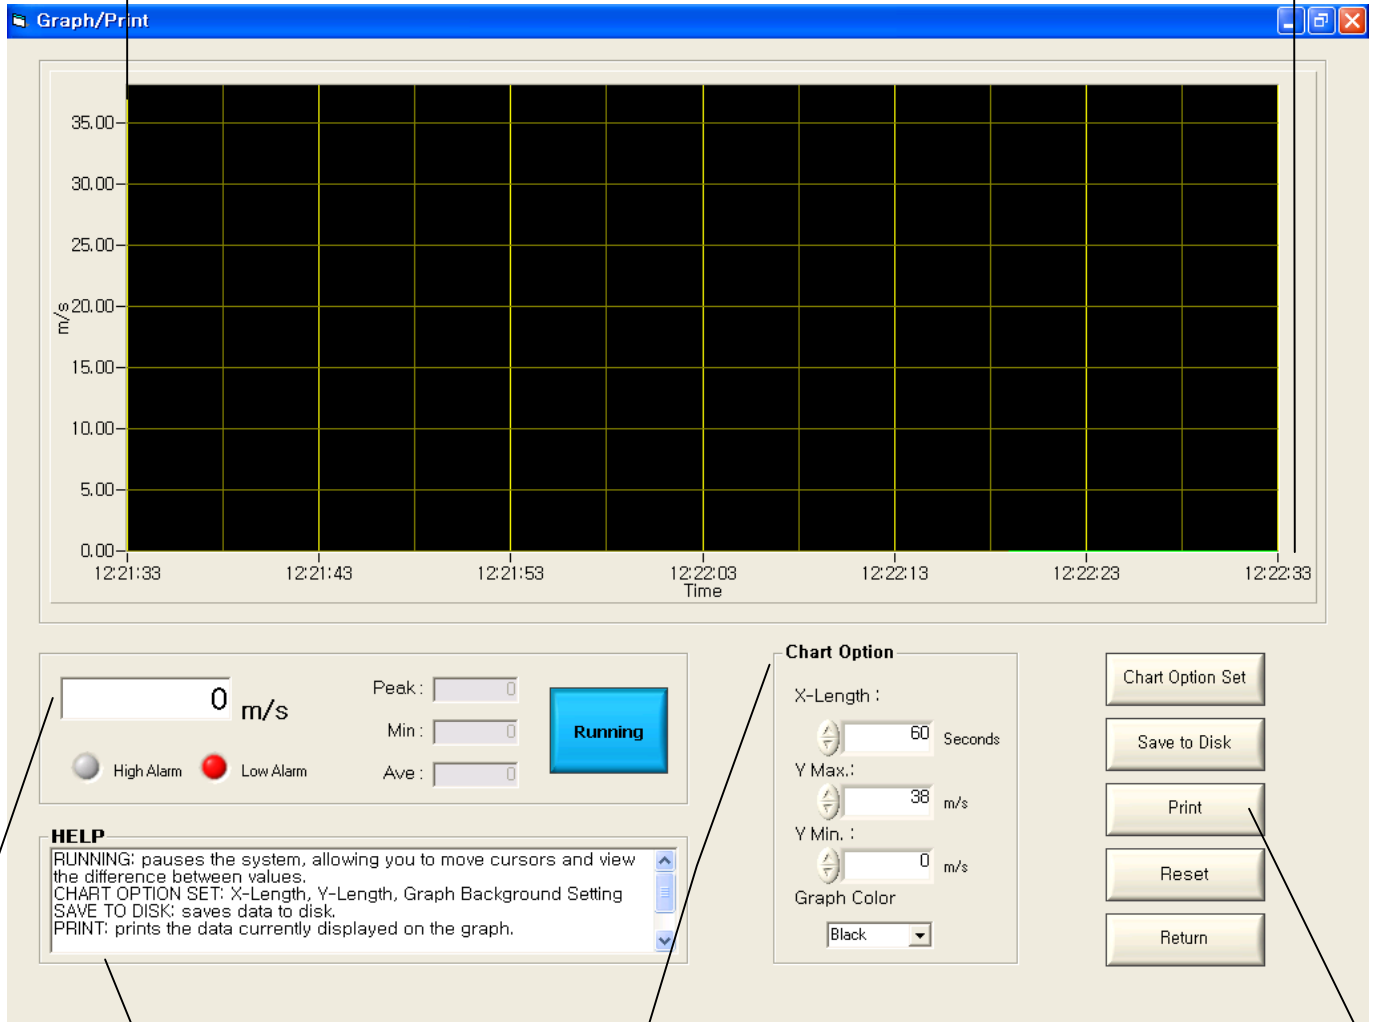 Graph/Print
35.00
30.00
25.00
20.00
m/s
15.00
10.00
5.00
0.00
12:21:33 12:21:43 12:21:53 12:22:03 12:22:13 12:22:23 12:22:33
Time
0 m/s
High Alarm Low Alarm
Peak : 0
Min : 0
Ave : 0
Running
HELP
RUNNING: pauses the system, allowing you to move cursors and view
the difference between values.
CHART OPTION SET: X-Length, Y-Length, Graph Background Setting
SAVE TO DISK: saves data to disk.
PRINT: prints the data currently displayed on the graph.
Chart Option
X-Length :
60 Seconds
Y Max.:
38 m/s
Y Min. :
0 m/s
Graph Color
Black
Chart Option Set
Save to Disk
Print
Reset
Return